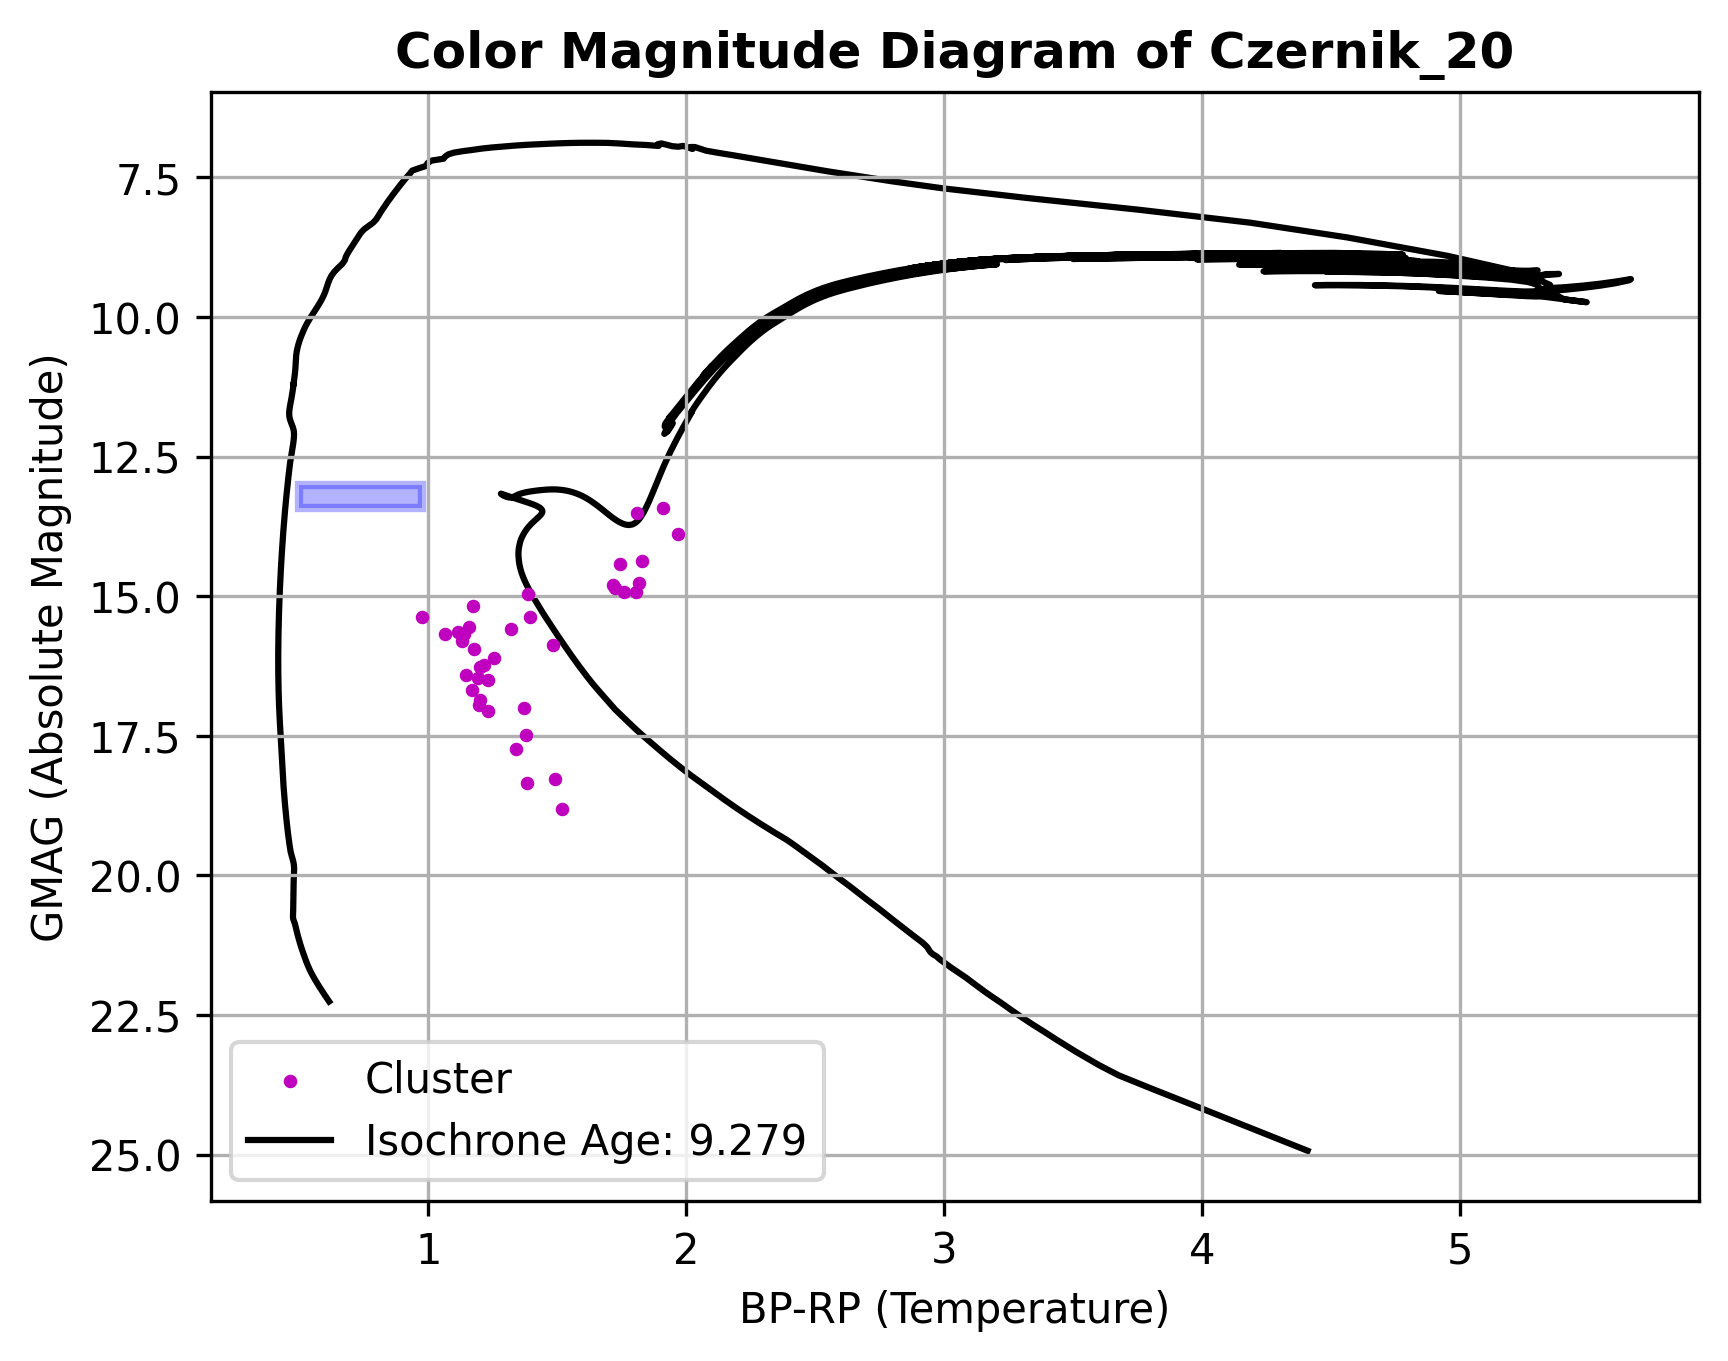 Color Magnitude Diagram of Czernik_20
GMAG (Absolute Magnitude)
7.5
10.0
12.5
15.0
17.5
20.0
22.5
25.0
Cluster
Isochrone Age: 9.279
1 2 3 4 5
BP-RP (Temperature)